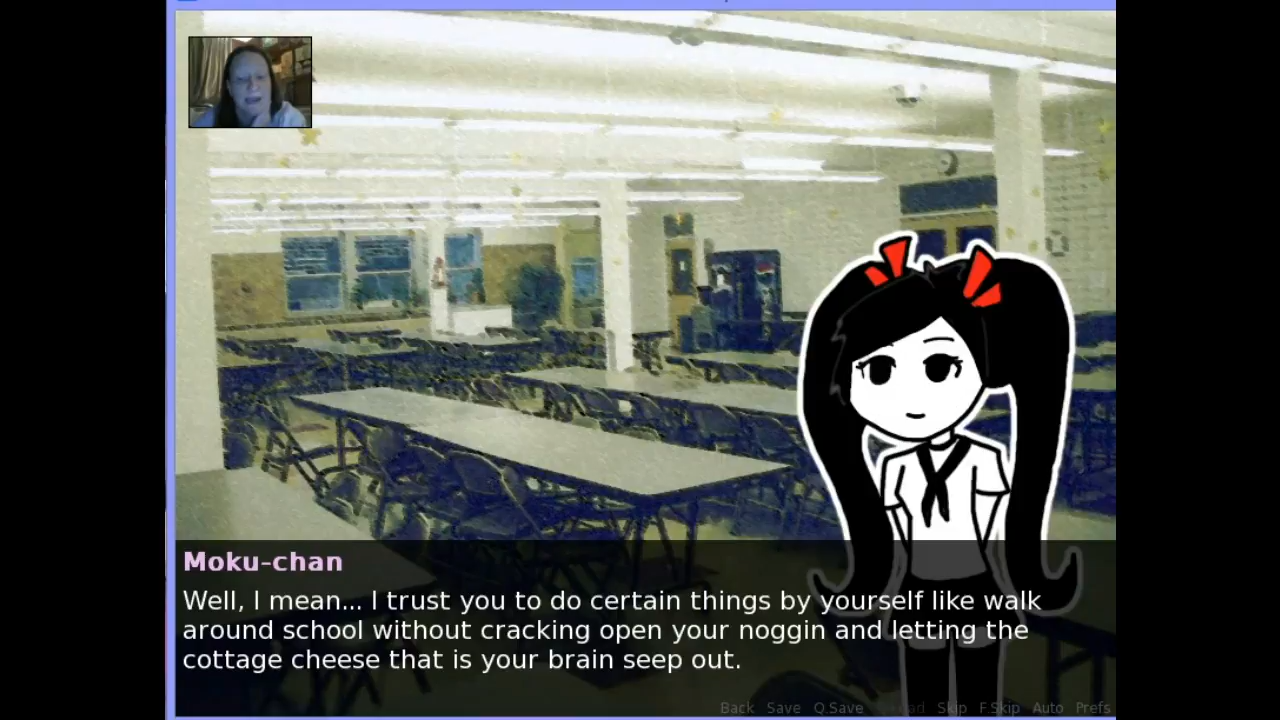 Moku-chan
Well, I mean... I trust you to do certain things by yourself like walk
around school without cracking open your noggin and letting the
cottage cheese that is your brain seep out.
Back Save Q.Save Skip F.Skip Auto Prefs